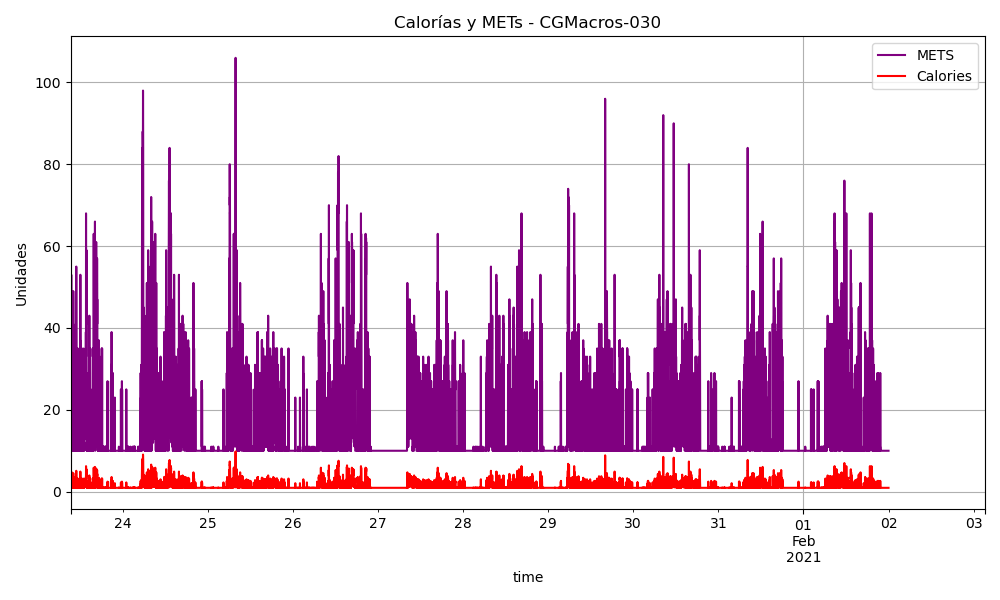 Calorías y METs - CGMacros-030
METS
Calories
Unidades
100
80
60
40
20
0
24 25 26 27 28 29 30 31 01 02 03
Feb
2021
time